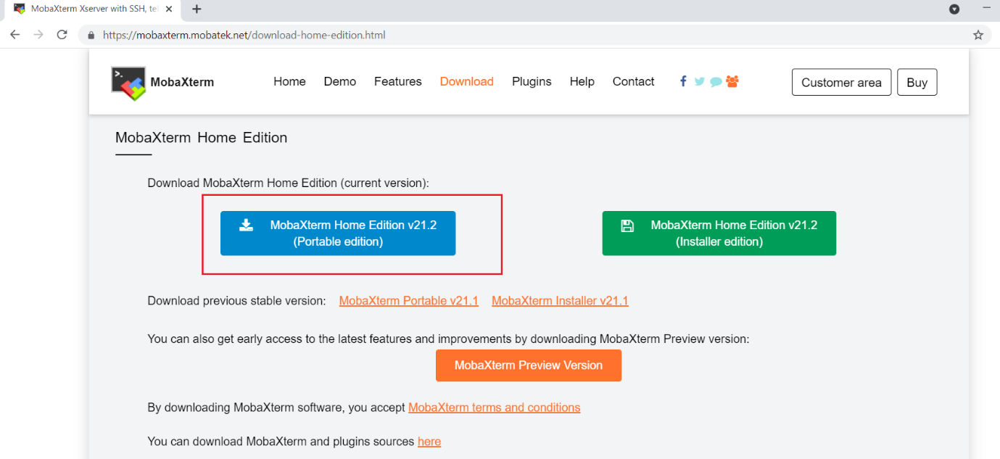 MobaXterm Xserver with SSH, tel
https://mobaxterm.mobatek.net/download-home-edition.html
MobaXterm
Home Demo Features Download Plugins Help Contact
Customer area Buy
MobaXterm Home Edition
Download MobaXterm Home Edition (current version):
MobaXterm Home Edition v21.2
(Portable edition)
MobaXterm Home Edition v21.2
(Installer edition)
Download previous stable version: MobaXterm Portable v21.1 MobaXterm Installer v21.1
You can also get early access to the latest features and improvements by downloading MobaXterm Preview version:
MobaXterm Preview Version
By downloading MobaXterm software, you accept MobaXterm terms and conditions
You can download MobaXterm and plugins sources here